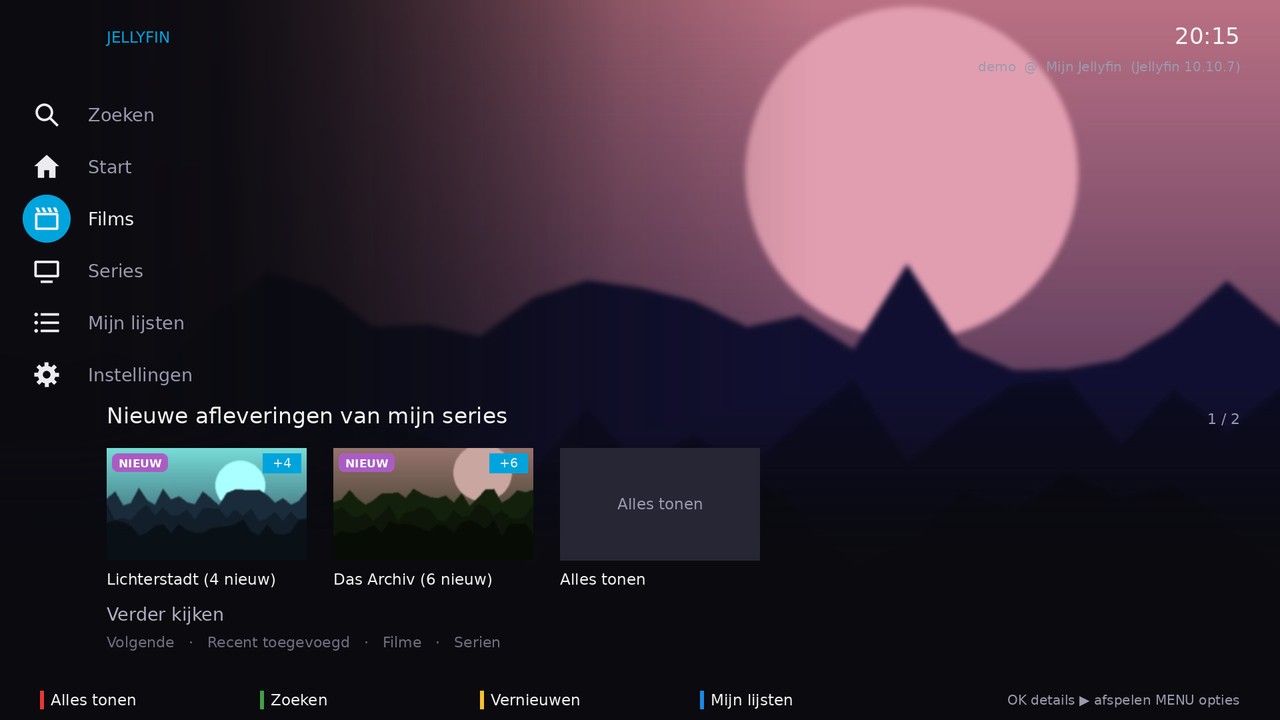 JELLYFIN
20:15
demo @ Mijn Jellyfin (Jellyfin 10.10.7)
Zoeken
Start
Films
Series
Mijn lijsten
Instellingen
Nieuwe afleveringen van mijn series
1 / 2
NIEUW +4
NIEUW +6
Alles tonen
Lichterstadt (4 nieuw)
Das Archiv (6 nieuw)
Alles tonen
Verder kijken
Volgende · Recent toegevoegd · Filme · Serien
Alles tonen
Zoeken
Vernieuwen
Mijn lijsten
OK details ▶ afspelen MENU opties